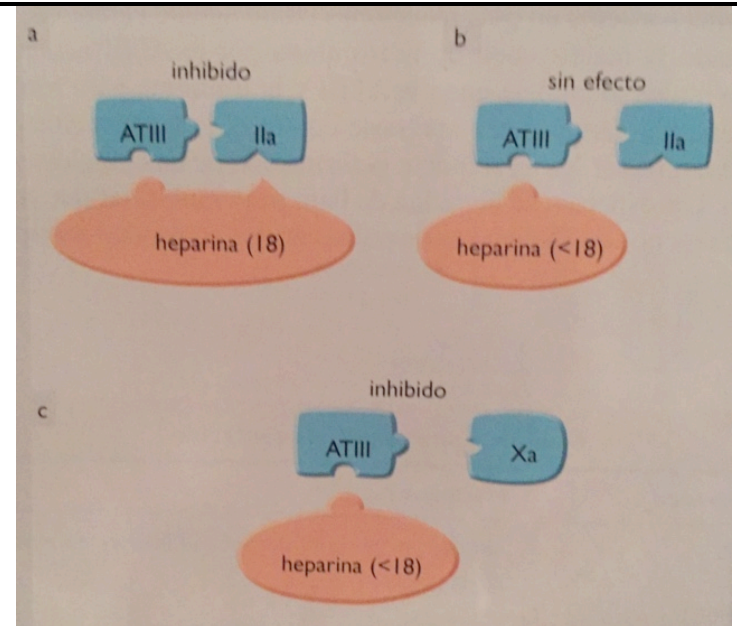 a
inhibido
ATIII
IIa
heparina (18)
b
sin efecto
ATIII
IIa
heparina (<18)
c
inhibido
ATIII
Xa
heparina (<18)